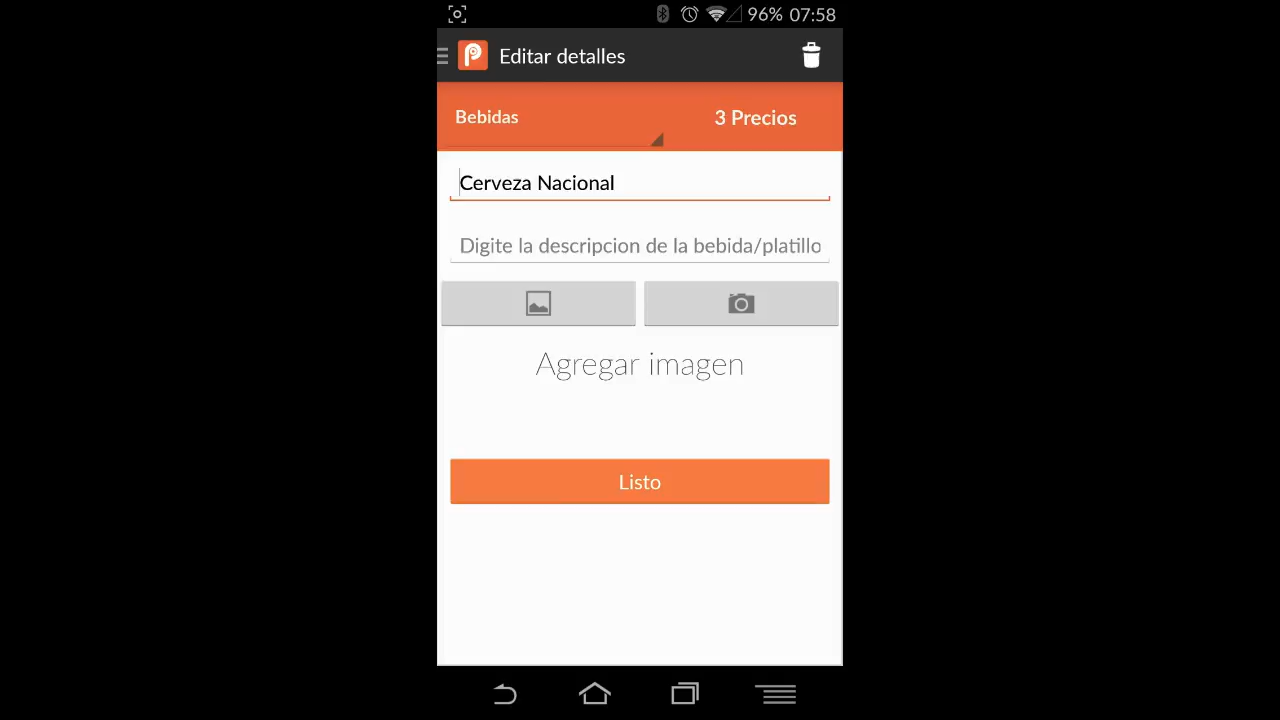 96% 07:58
Editar detalles
Bebidas 3 Precios
Cerveza Nacional
Digite la descripcion de la bebida/platillo
Agregar imagen
Listo